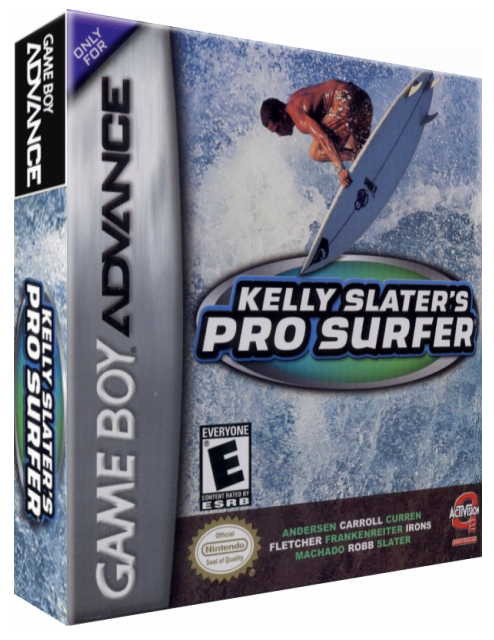 GAME BOY
ADVANCE
KELLY SLATER'S
PRO SURFER
ONLY
FOR
GAME BOY ADVANCE
KELLY SLATER'S
PRO SURFER
EVERYONE
E
CONTENT RATED BY
ESRB
Official
Nintendo
Seal of Quality
ANDERSEN CARROLL CURREN
FLETCHER FRANKENREITER IRONS
MACHADO ROBB SLATER
ACTIVISION